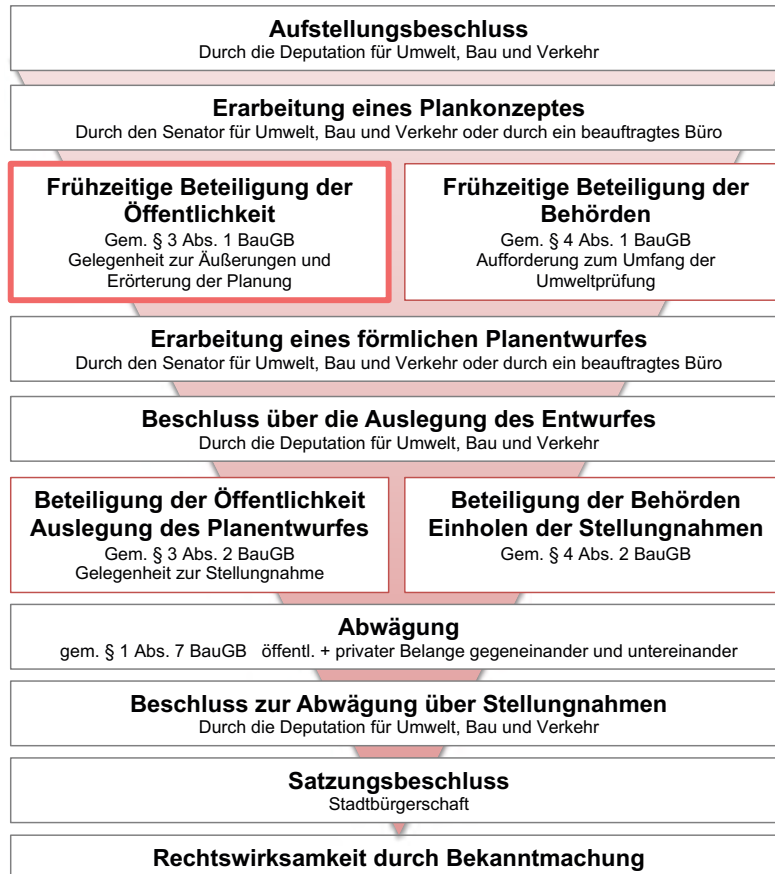 Aufstellungsbeschluss
Durch die Deputation für Umwelt, Bau und Verkehr
Erarbeitung eines Plankonzeptes
Durch den Senator für Umwelt, Bau und Verkehr oder durch ein beauftragtes Büro
Frühzeitige Beteiligung der
Öffentlichkeit
Gem. § 3 Abs. 1 BauGB
Gelegenheit zur Äußerungen und
Erörterung der Planung
Frühzeitige Beteiligung der
Behörden
Gem. § 4 Abs. 1 BauGB
Aufforderung zum Umfang der
Umweltprüfung
Erarbeitung eines förmlichen Planentwurfes
Durch den Senator für Umwelt, Bau und Verkehr oder durch ein beauftragtes Büro
Beschluss über die Auslegung des Entwurfes
Durch die Deputation für Umwelt, Bau und Verkehr
Beteiligung der Öffentlichkeit
Auslegung des Planentwurfes
Gem. § 3 Abs. 2 BauGB
Gelegenheit zur Stellungnahme
Beteiligung der Behörden
Einholen der Stellungnahmen
Gem. § 4 Abs. 2 BauGB
Abwägung
gem. § 1 Abs. 7 BauGB öffentl. + privater Belange gegeneinander und untereinander
Beschluss zur Abwägung über Stellungnahmen
Durch die Deputation für Umwelt, Bau und Verkehr
Satzungsbeschluss
Stadtbürgerschaft
Rechtswirksamkeit durch Bekanntmachung